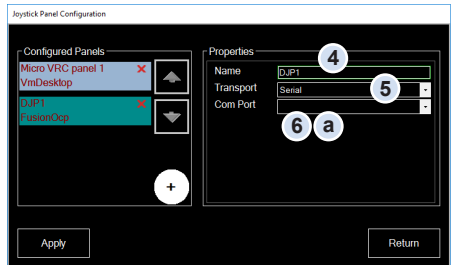 Joystick Panel Configuration
Configured Panels
Micro VRC panel 1
VmDesktop
DJP1
FusionOcp
+
Apply
Properties
4
Name DJP1
Transport Serial 5
Com Port
6 a
Return